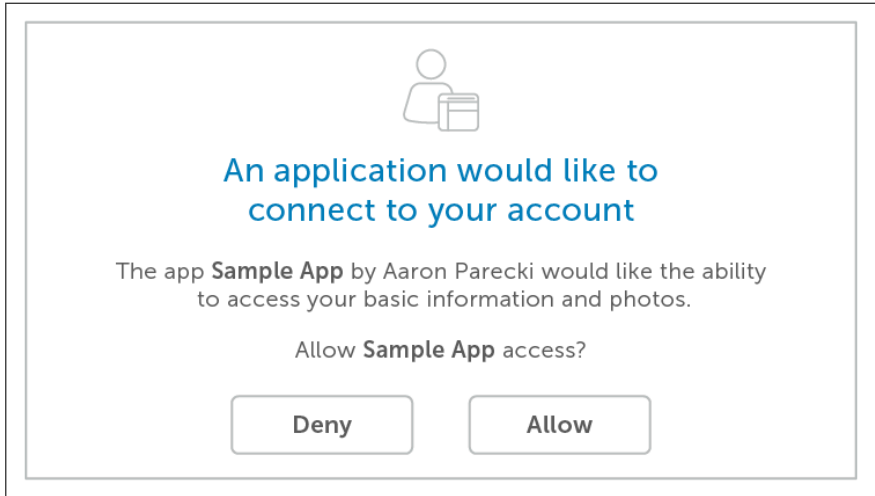 An application would like to
connect to your account
The app Sample App by Aaron Parecki would like the ability
to access your basic information and photos.
Allow Sample App access?
Deny Allow